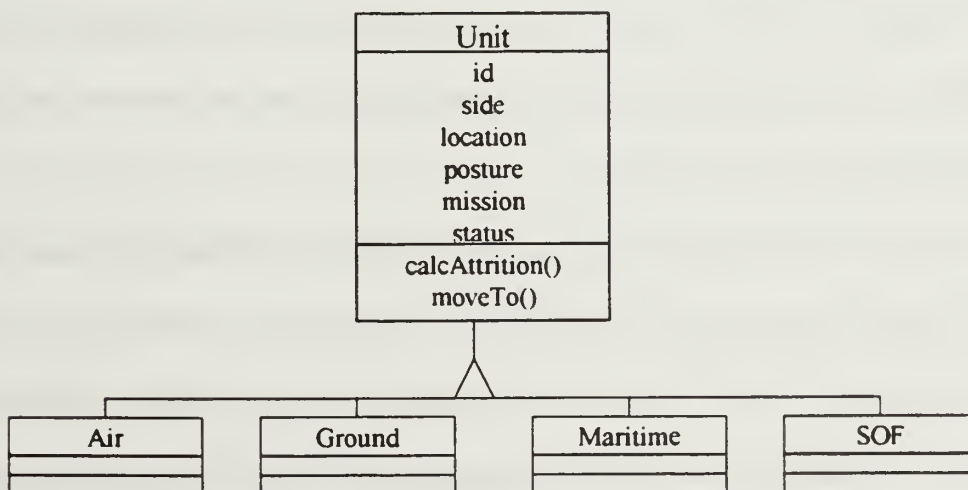 Unit
id
side
location
posture
mission
status
calcAttrition()
moveTo()
Air
Ground
Maritime
SOF